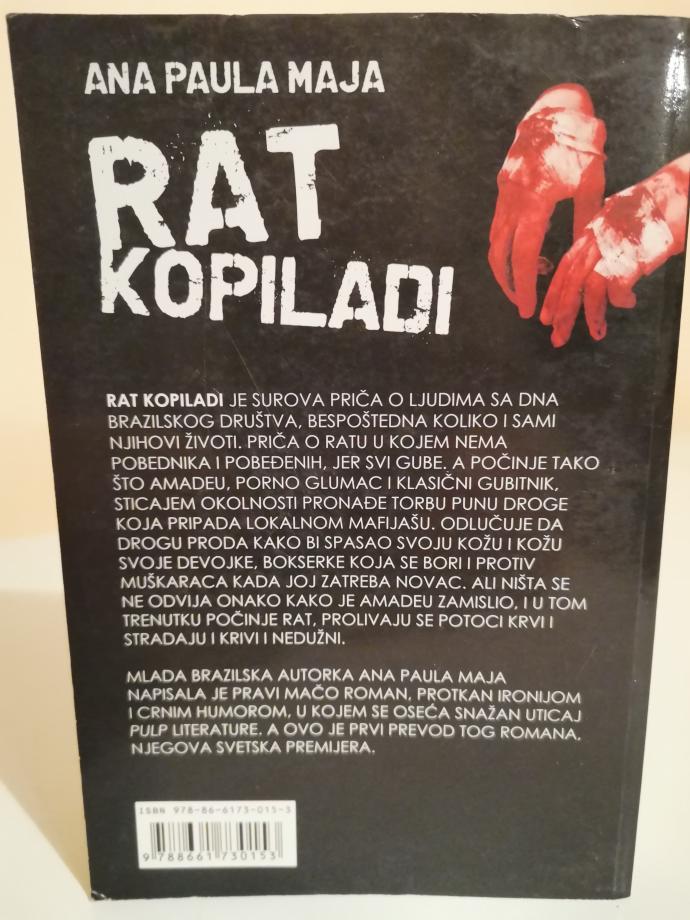 ANA PAULA MAJA
RAT
KOPILADI
RAT KOPILADI JE SUROVA PRIČA O LJUDIMA SA DNA
BRAZILSKOG DRUŠTVA, BESPOŠTEDNA KOLIKO I SAMI
NJIHOVI ŽIVOTI. PRIČA O RATU U KOJEM NEMA
POBEDNIKA I POBEĐENIH, JER SVI GUBE. A POČINJE TAKO
ŠTO AMADEU, PORNO GLUMAC I KLASIČNI GUBITNIK,
STICAJEM OKOLNOSTI PRONAĐE TORBU PUNU DROGE
KOJA PRIPADA LOKALNOM MAFIJAŠU. ODLUČUJE DA
DROGU PRODA KAKO BI SPASAO SVOJU KOŽU I KOŽU
SVOJE DEVOJKE, BOKSERKE KOJA SE BORI I PROTIV
MUŠKARACA KADA JOJ ZATREBA NOVAC. ALI NIŠTA SE
NE ODVIJA ONAKO KAKO JE AMADEU ZAMISLIO, I U TOM
TRENUTKU POČINJE RAT, PROLIVAJU SE POTOCI KRVI I
STRADAJU I KRIVI I NEDUŽNI.
MLADA BRAZILSKA AUTORKA ANA PAULA MAJA
NAPISALA JE PRAVI MAČO ROMAN, PROTKAN IRONIJOM
I CRNIM HUMOROM, U KOJEM SE OSEĆA SNAŽAN UTICAJ
PULP LITERATURE. A OVO JE PRVI PREVOD TOG ROMANA,
NJEGOVA SVETSKA PREMIJERA.
ISBN 978-86-6173-015-3
9 788661 730153